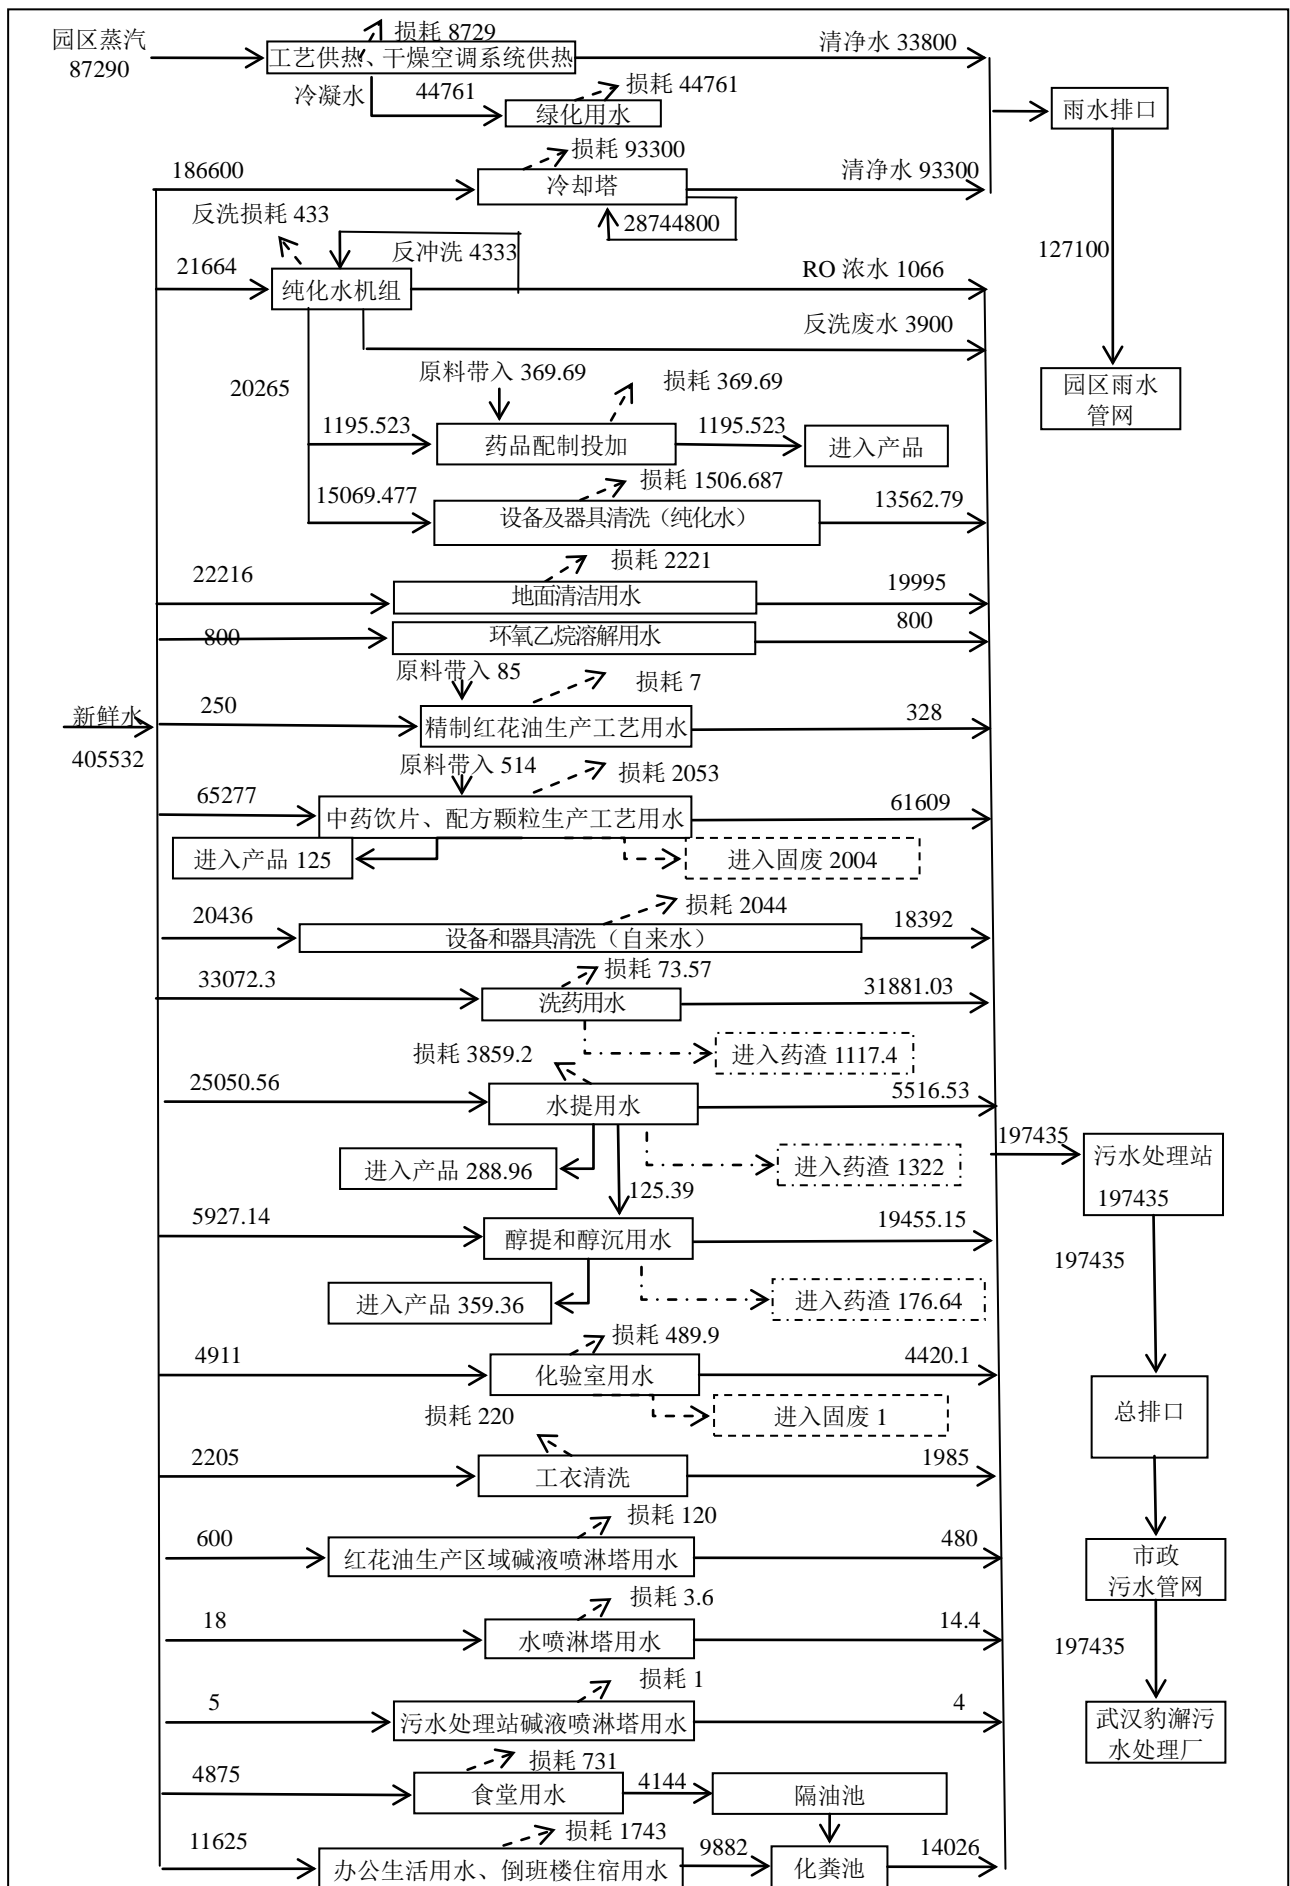 园区蒸汽
87290
损耗 8729
工艺供热、干燥空调系统供热
清净水 33800
冷凝水
44761
损耗 44761
绿化用水
雨水排口
186600
损耗 93300
冷却塔
清净水 93300
28744800
反洗损耗 433
反冲洗 4333
21664
纯化水机组
RO 浓水 1066
127100
反洗废水 3900
20265
原料带入 369.69
损耗 369.69
园区雨水
管网
1195.523
药品配制投加
1195.523
进入产品
15069.477
损耗 1506.687
设备及器具清洗（纯化水）
13562.79
22216
损耗 2221
地面清洁用水
19995
800
环氧乙烷溶解用水
800
原料带入 85
损耗 7
新鲜水
405532
250
精制红花油生产工艺用水
328
原料带入 514
损耗 2053
65277
中药饮片、配方颗粒生产工艺用水
61609
进入产品 125
进入固废 2004
20436
损耗 2044
设备和器具清洗（自来水）
18392
33072.3
损耗 73.57
洗药用水
31881.03
进入药渣 1117.4
损耗 3859.2
25050.56
水提用水
5516.53
进入产品 288.96
进入药渣 1322
125.39
197435
污水处理站
197435
5927.14
醇提和醇沉用水
19455.15
197435
进入产品 359.36
进入药渣 176.64
4911
损耗 489.9
化验室用水
4420.1
进入固废 1
总排口
损耗 220
2205
工衣清洗
1985
600
损耗 120
红花油生产区域碱液喷淋塔用水
480
市政
污水管网
18
损耗 3.6
水喷淋塔用水
14.4
197435
5
损耗 1
污水处理站碱液喷淋塔用水
4
武汉豹澥污
水处理厂
4875
损耗 731
食堂用水
4144
隔油池
11625
损耗 1743
办公生活用水、倒班楼住宿用水
9882
化粪池
14026